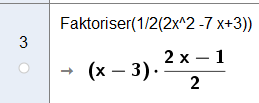 3
Faktoriser(1/2(2x^2 -7 x+3))
→ (x − 3) · (2 x − 1)/2